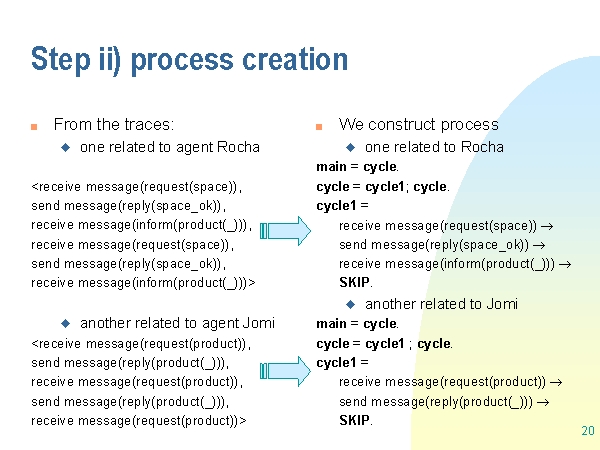 Step ii) process creation
From the traces:
one related to agent Rocha
<receive message(request(space)),
send message(reply(space_ok)),
receive message(inform(product(_))),
receive message(request(space)),
send message(reply(space_ok)),
receive message(inform(product(_)))>
another related to agent Jomi
<receive message(request(product)),
send message(reply(product(_))),
receive message(request(product)),
send message(reply(product(_))),
receive message(request(product))>
We construct process
one related to Rocha
main = cycle.
cycle = cycle1; cycle.
cycle1 =
receive message(request(space)) →
send message(reply(space_ok)) →
receive message(inform(product(_))) →
SKIP.
another related to Jomi
main = cycle.
cycle = cycle1 ; cycle.
cycle1 =
receive message(request(product)) →
send message(reply(product(_))) →
SKIP.
20